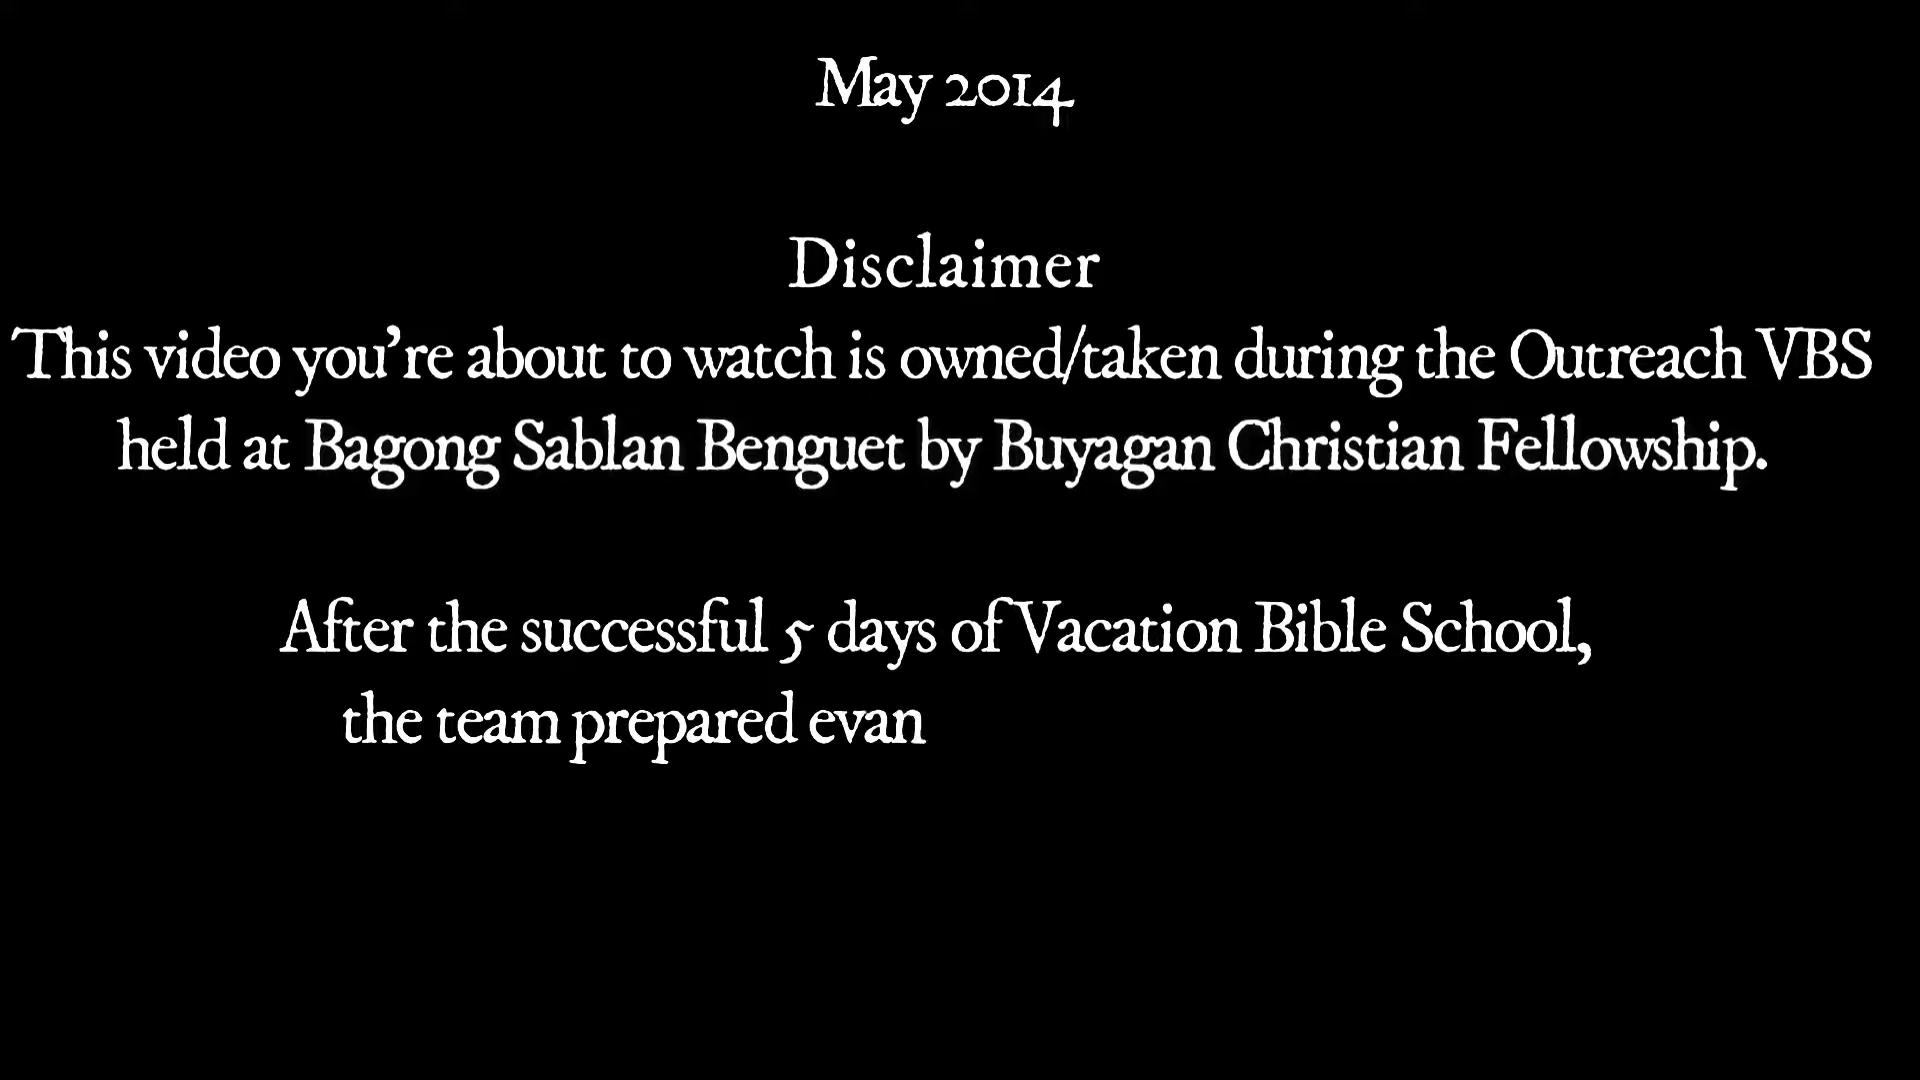 May 2014
Disclaimer
This video you're about to watch is owned/taken during the Outreach VBS
held at Bagong Sablan Benguet by Buyagan Christian Fellowship.
After the successful 5 days of Vacation Bible School,
the team prepared evan